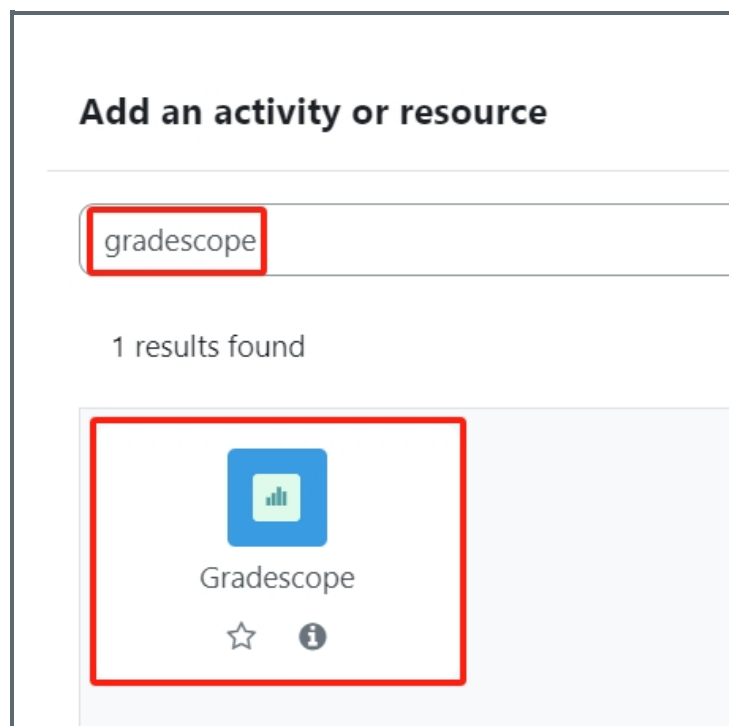 Add an activity or resource
gradescope
1 results found
Gradescope